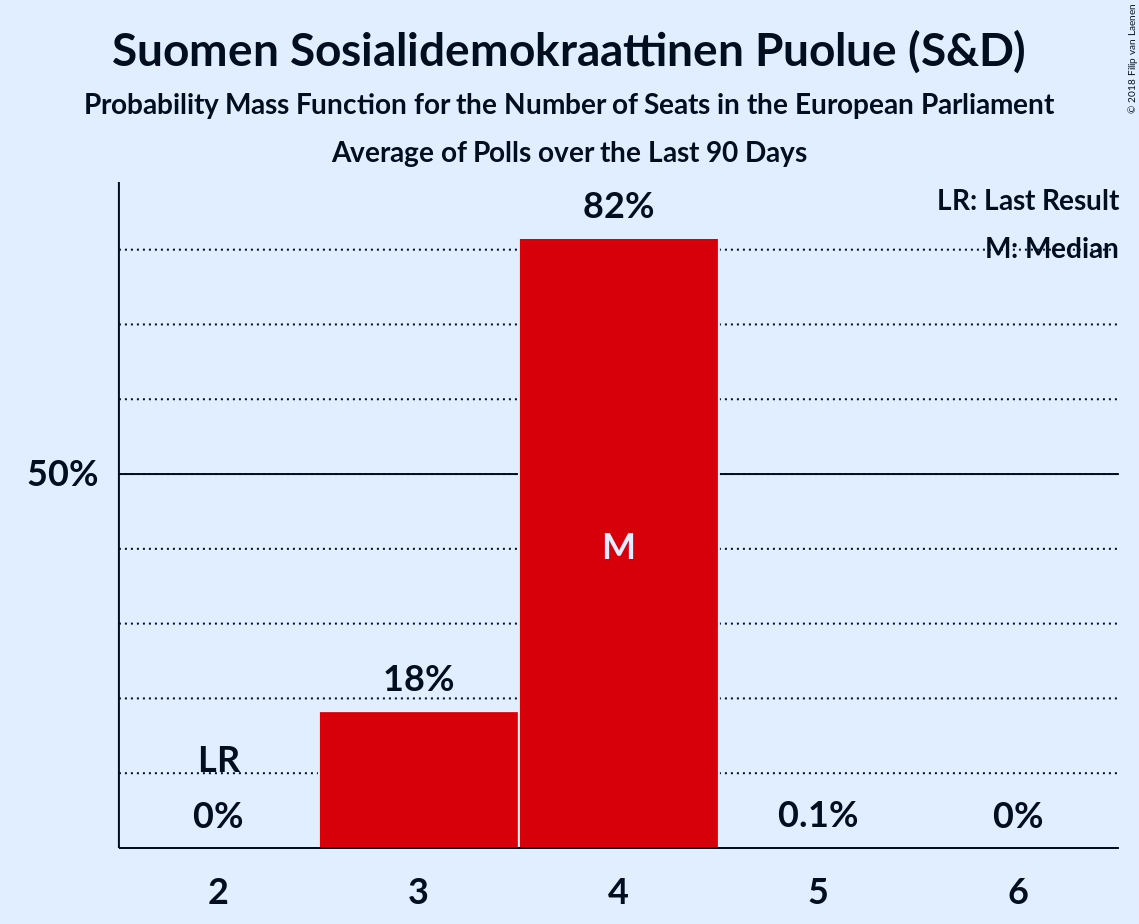 Suomen Sosialidemokraattinen Puolue (S&D)
Probability Mass Function for the Number of Seats in the European Parliament
Average of Polls over the Last 90 Days
© 2018 Filip van Laenen
LR: Last Result
M: Median
82%
50%
M
18%
LR
0%
0.1%
0%
2
3
4
5
6